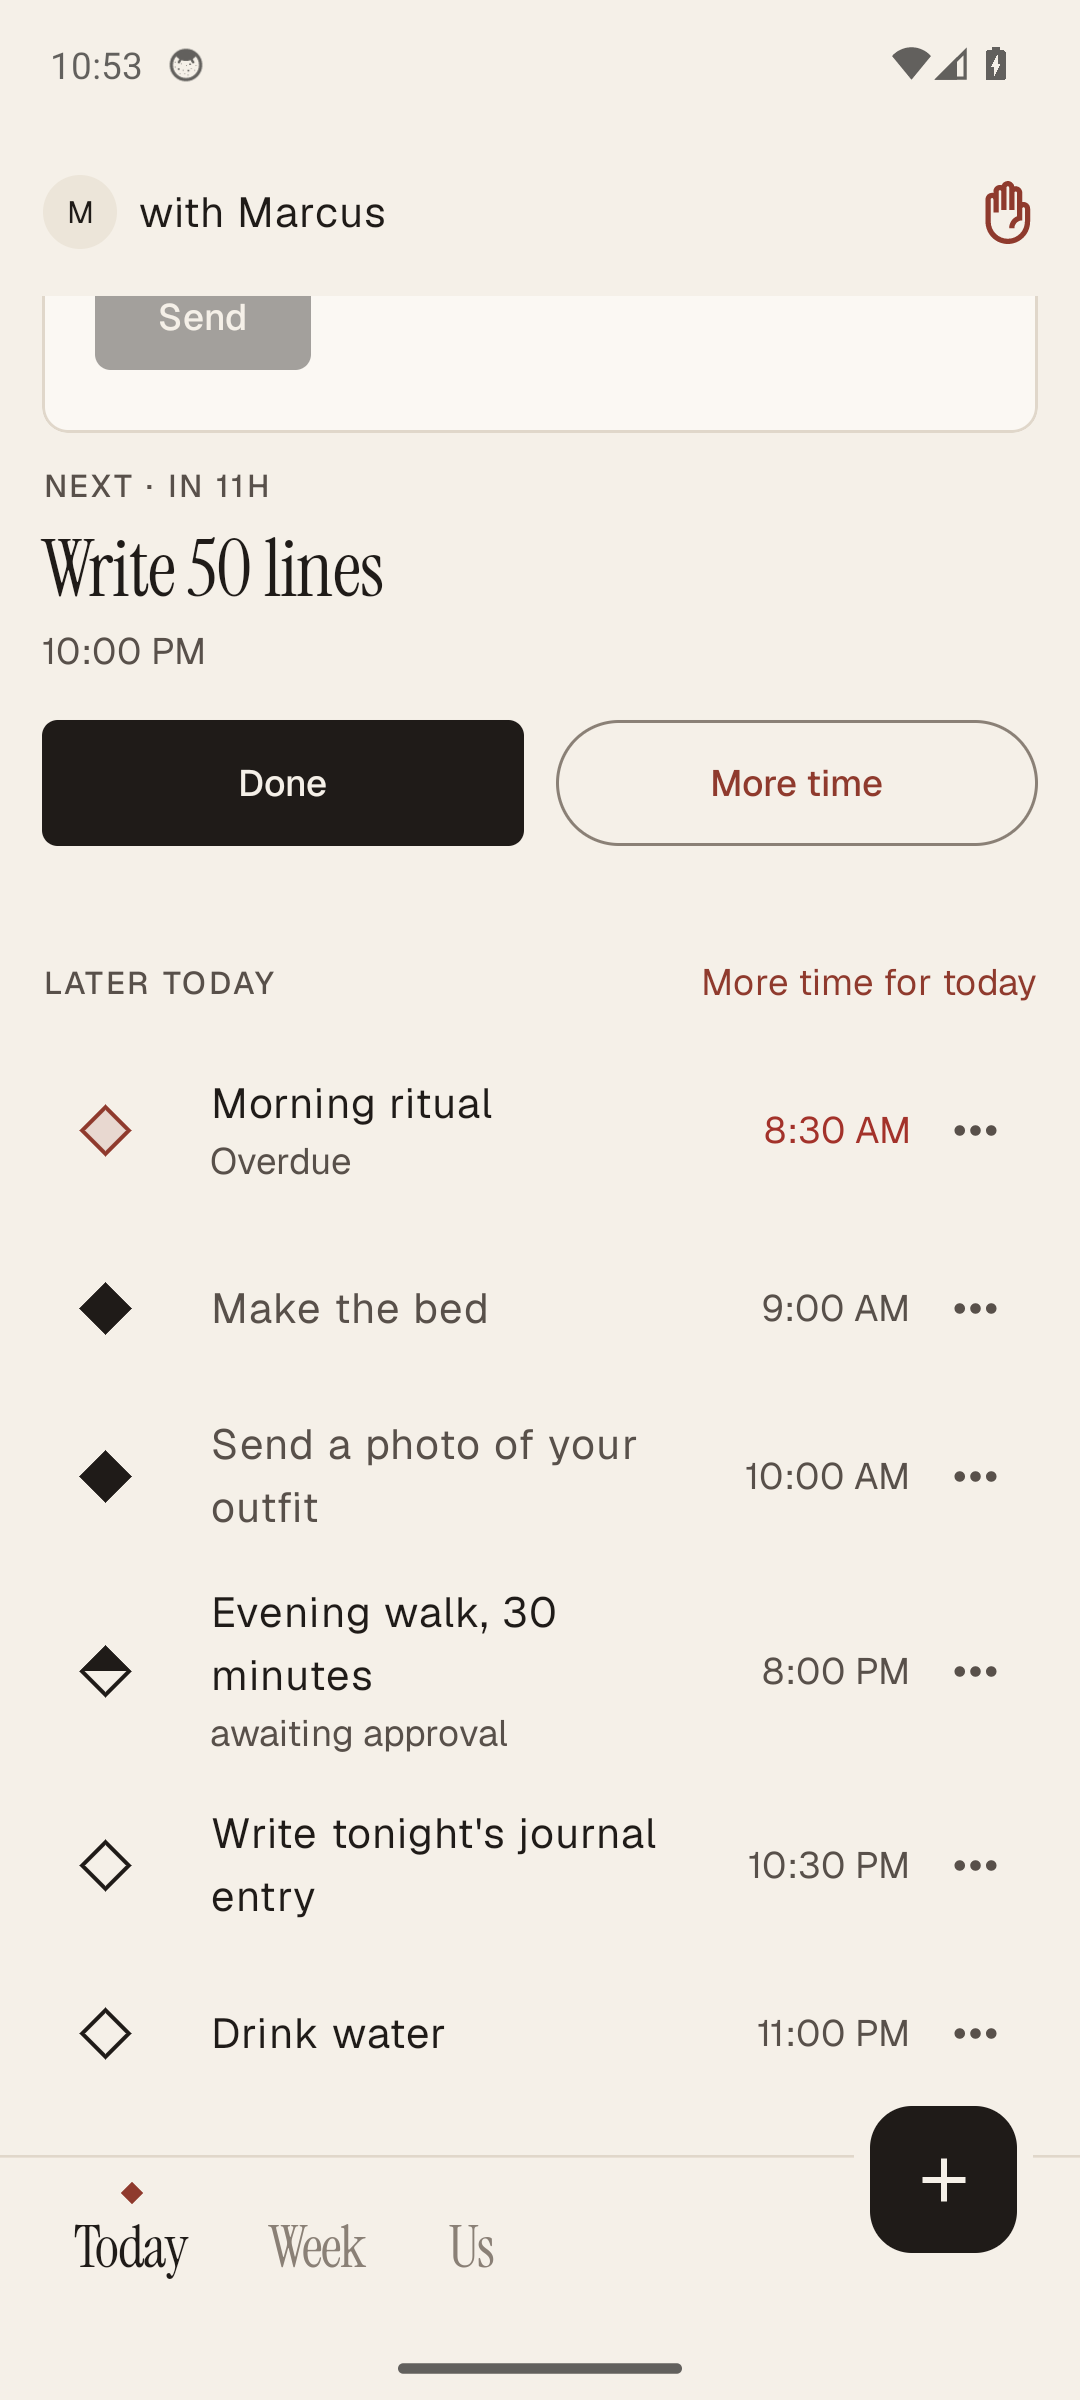 10:53
M
with Marcus
Send
NEXT · IN 11H
Write 50 lines
10:00 PM
Done
More time
LATER TODAY
More time for today
Morning ritual
Overdue
8:30 AM
Make the bed
9:00 AM
Send a photo of your
outfit
10:00 AM
Evening walk, 30
minutes
awaiting approval
8:00 PM
Write tonight's journal
entry
10:30 PM
Drink water
11:00 PM
Today
Week
Us